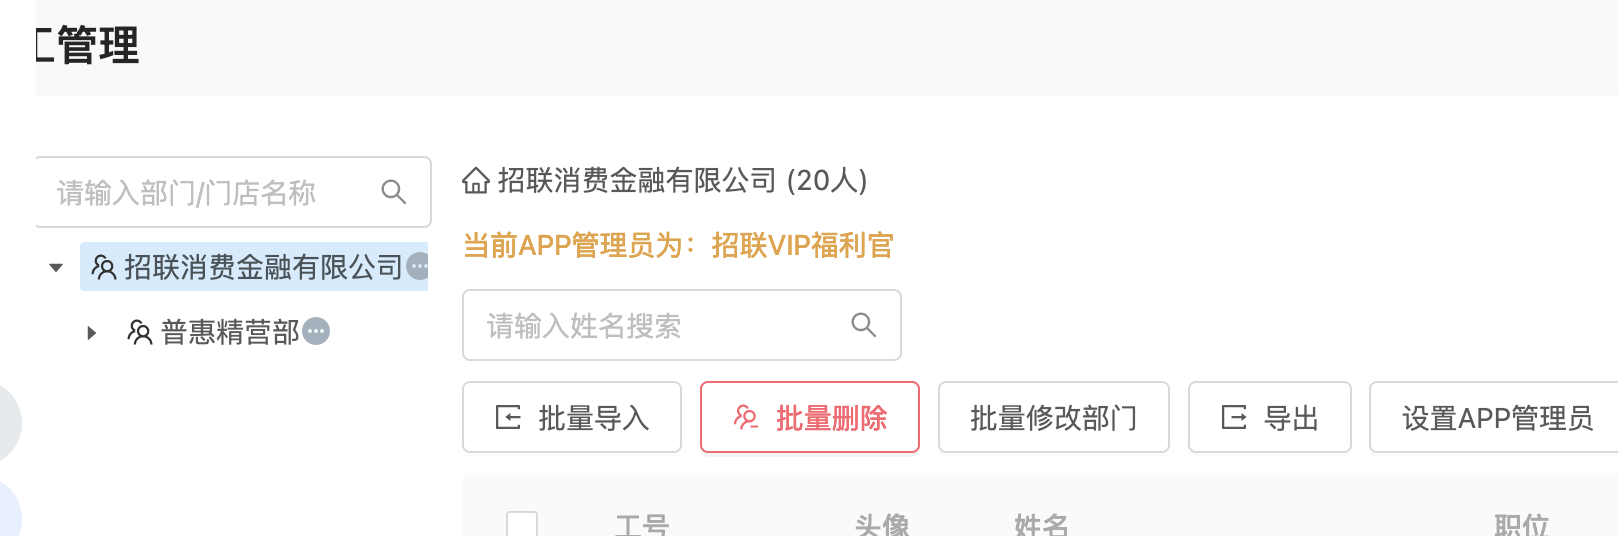 工管理
请输入部门/门店名称
招联消费金融有限公司
普惠精营部
招联消费金融有限公司 (20人)
当前APP管理员为：招联VIP福利官
请输入姓名搜索
批量导入 批量删除 批量修改部门 导出 设置APP管理员
工号 头像 姓名 职位